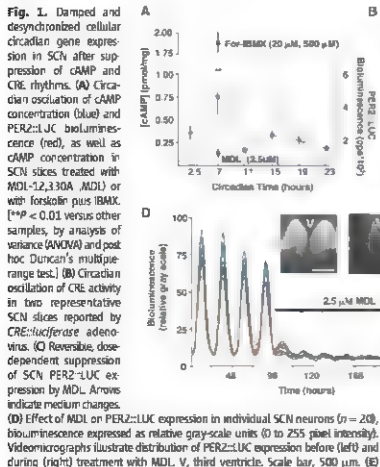 Fig. 1. Damped and
desynchronized cellular
circadian gene expres-
sion in SCN after sup-
pression of cAMP and
CRE rhythms. (A) Circa-
dian oscillation of cAMP
concentration (blue) and
PER2::LUC biolumines-
cence (red), as well as
cAMP concentration in
SCN slices treated with
MDL-12,330A (MDL) or
with forskolin plus IBMX.
[**P < 0.01 versus other
samples, by analysis of
variance (ANOVA) and post
hoc Duncan's multiple-
range test.] (B) Circadian
oscillation of CRE activity
in two representative
SCN slices reported by
CRE::luciferase adeno-
virus. (C) Reversible, dose-
dependent suppression
of SCN PER2::LUC ex-
pression by MDL. Arrows
indicate medium changes.
(D) Effect of MDL on PER2::LUC expression in individual SCN neurons (n = 20),
bioluminescence expressed as relative gray-scale units (0 to 255 pixel intensity).
Videomicrographs illustrate distribution of PER2::LUC expression before (left) and
during (right) treatment with MDL. V, third ventricle. Scale bar, 500 µm. (E)
A
B
2.00
1.75
1.00
0.75
0.50
0.25
[cAMP] (pmol/mg)
For-IBMX (20 µM, 500 µM)
**
MDL (2.5uM)
6
4
2
PER2::LUC
Bioluminescence (cps*10³)
2.5 7 11 15 19 23
Circadian Time (hours)
D
100
75
50
25
0
Bioluminescence
(relative gray scale)
V
2.5 µM MDL
48 96 120 168
Time (hours)